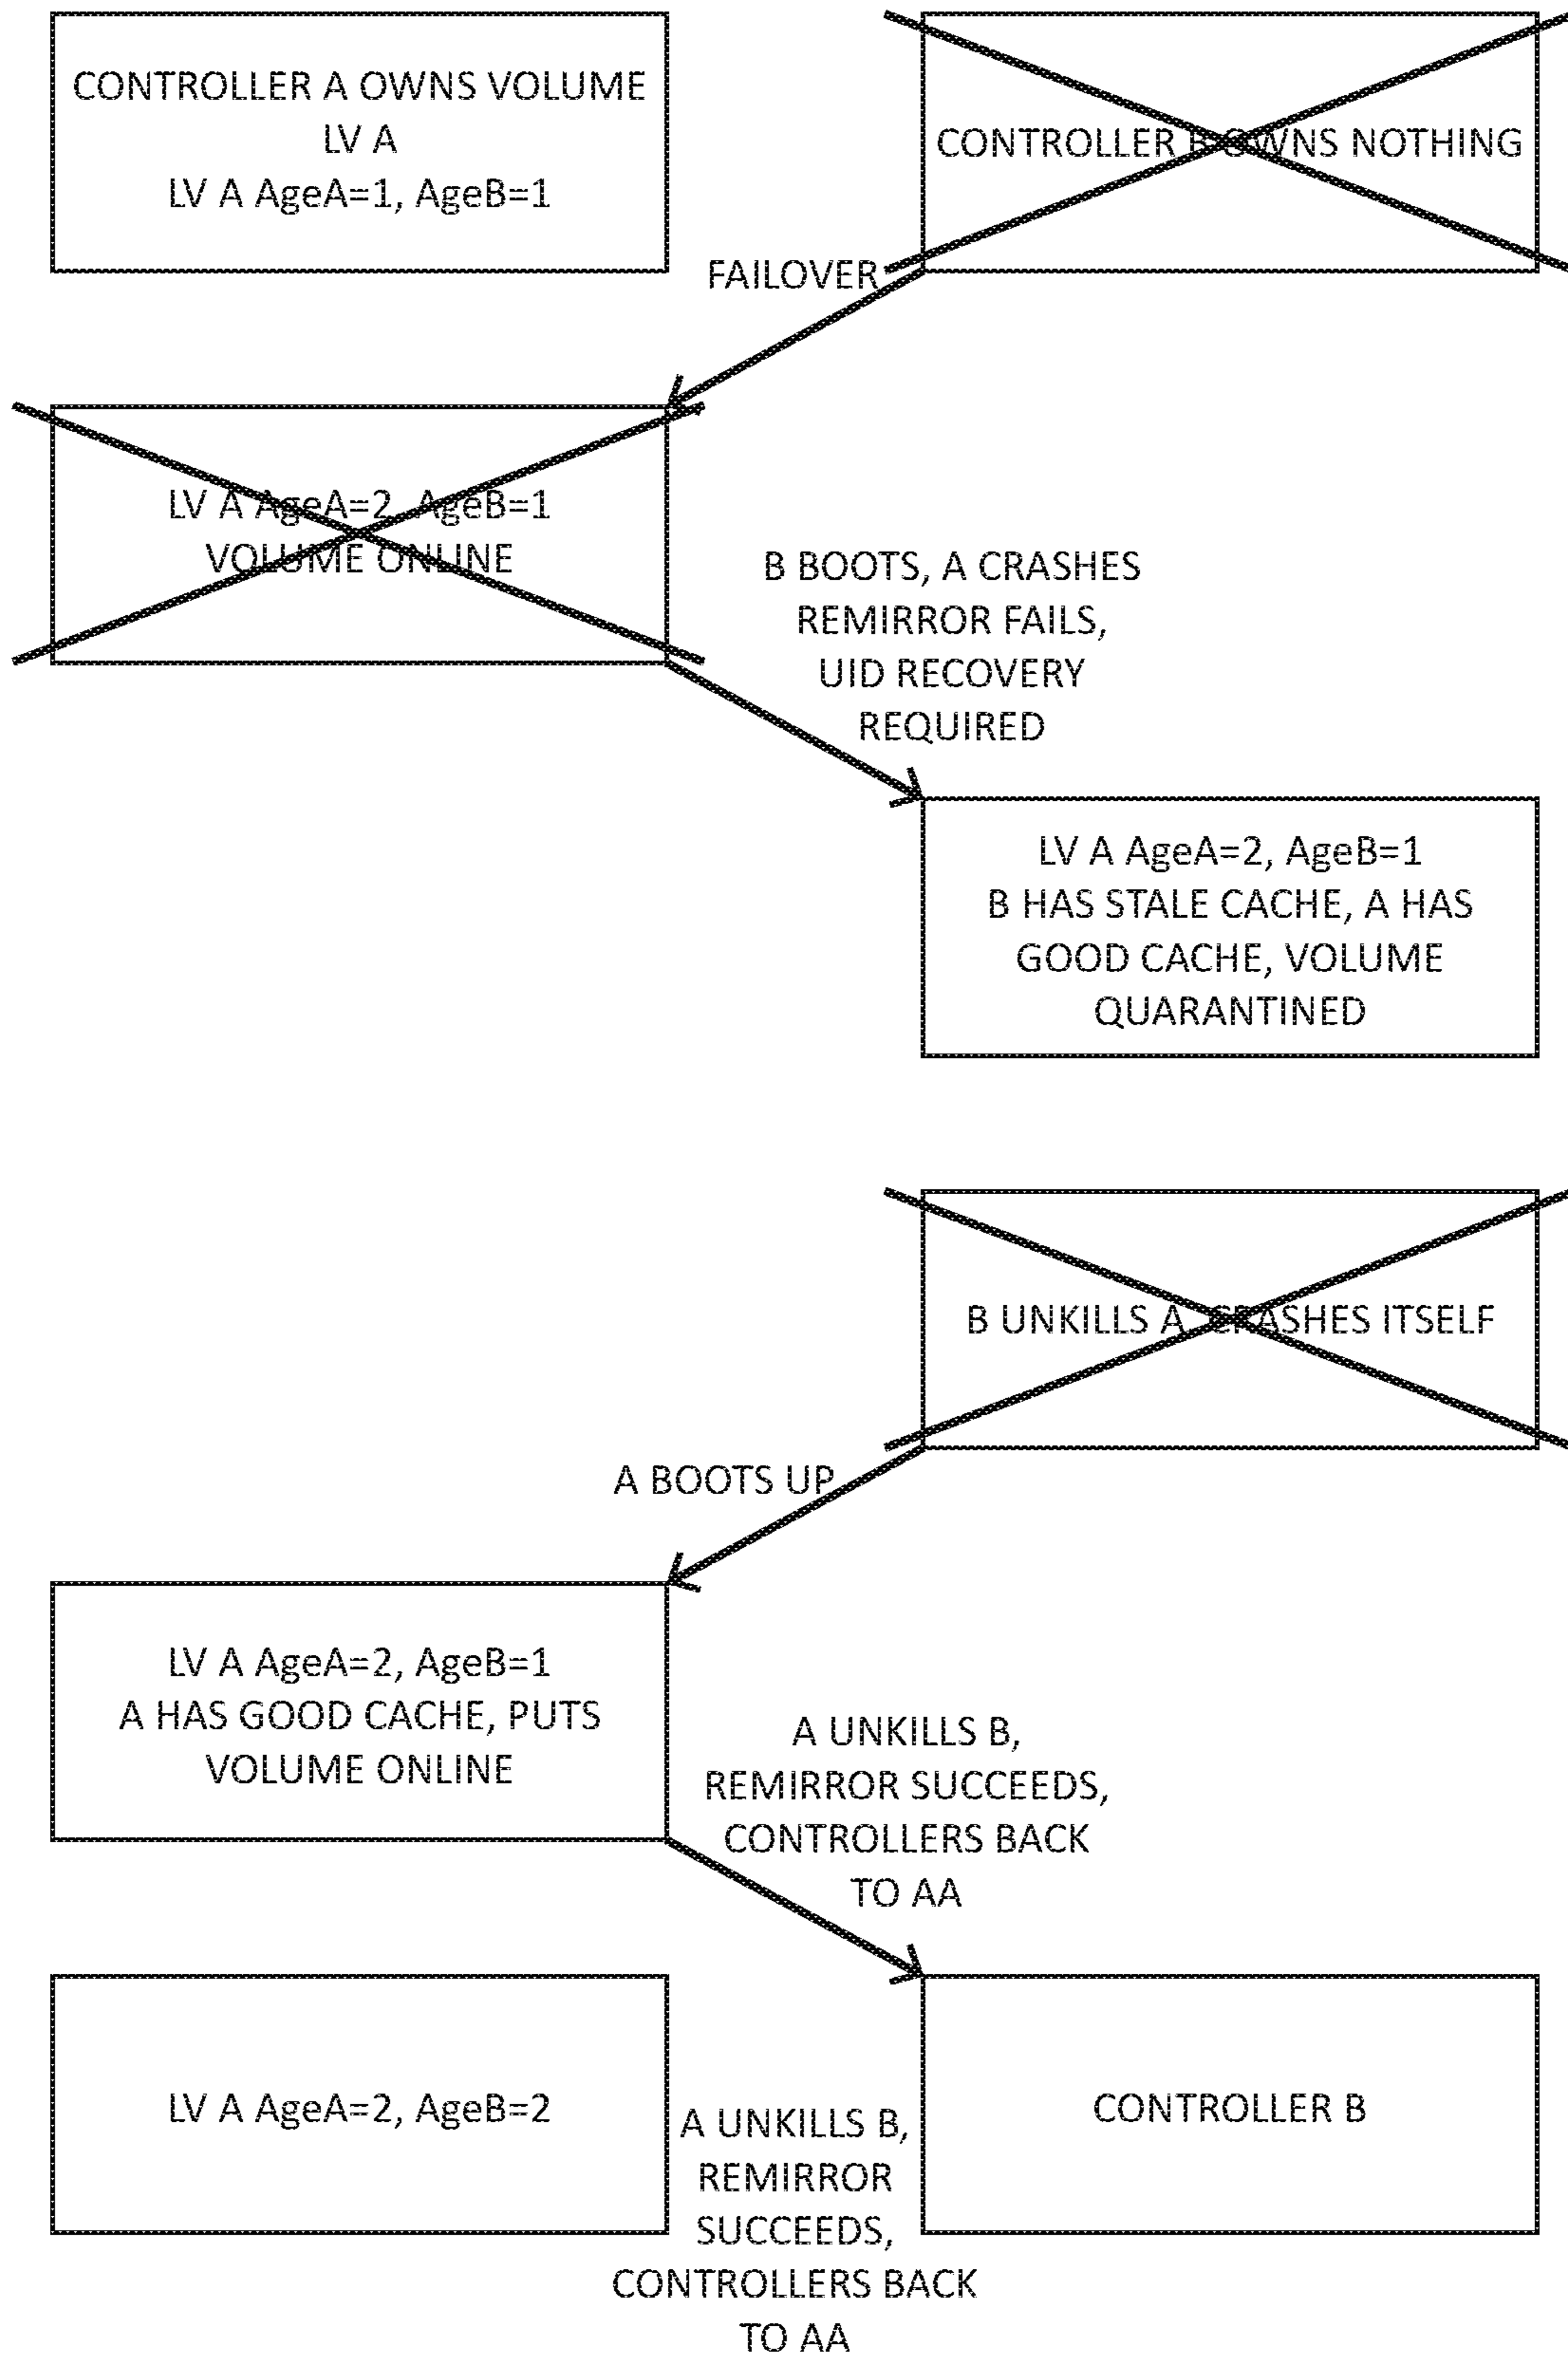 CONTROLLER A OWNS VOLUME
LV A
LV A AgeA=1, AgeB=1
CONTROLLER B OWNS NOTHING
FAILOVER
LV A AgeA=2, AgeB=1
VOLUME ONLINE
B BOOTS, A CRASHES
REMIRROR FAILS,
UID RECOVERY
REQUIRED
LV A AgeA=2, AgeB=1
B HAS STALE CACHE, A HAS
GOOD CACHE, VOLUME
QUARANTINED
B UNKILLS A, CRASHES ITSELF
A BOOTS UP
LV A AgeA=2, AgeB=1
A HAS GOOD CACHE, PUTS
VOLUME ONLINE
A UNKILLS B,
REMIRROR SUCCEEDS,
CONTROLLERS BACK
TO AA
LV A AgeA=2, AgeB=2
A UNKILLS B,
REMIRROR
SUCCEEDS,
CONTROLLERS BACK
TO AA
CONTROLLER B